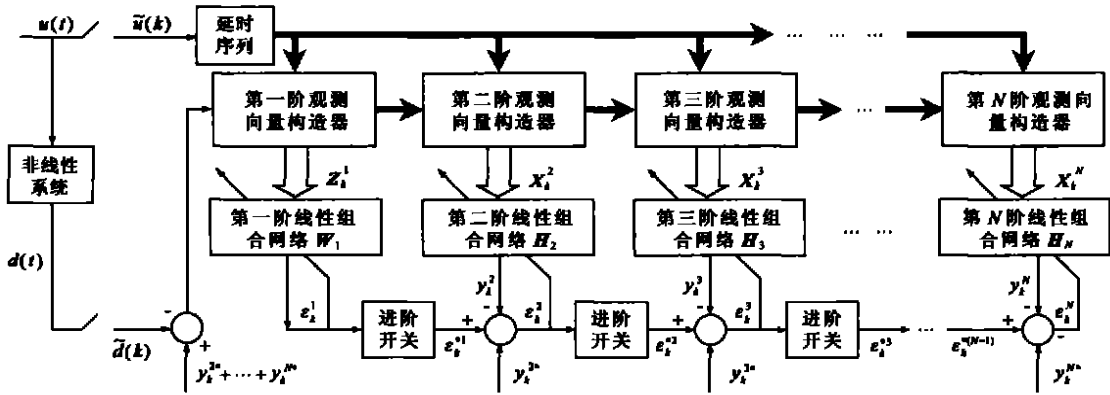 u(t)
ũ(k)
延时
序列
… … …
第一阶观测
向量构造器
第二阶观测
向量构造器
第三阶观测
向量构造器
…
第 N 阶观测向
量构造器
非线性
系统
Z_k^1
X_k^2
X_k^3
X_k^N
第一阶线性组
合网络 W_1
第二阶线性组
合网络 H_2
第三阶线性组
合网络 H_3
… …
第 N 阶线性组
合网络 H_N
d(t)
y_k^2
y_k^3
y_k^N
ε_k^1
进阶
开关
ε_k^2
进阶
开关
ε_k^3
进阶
开关
…
ε_k^N
- + + - + - + - -
d̃(k)
ε_k^{*1}
ε_k^{*2}
ε_k^{*3}
ε_k^{*(N-1)}
y_k^{2*} + ⋯ + y_k^{N*}
y_k^{2*}
y_k^{2*}
y_k^{N*}